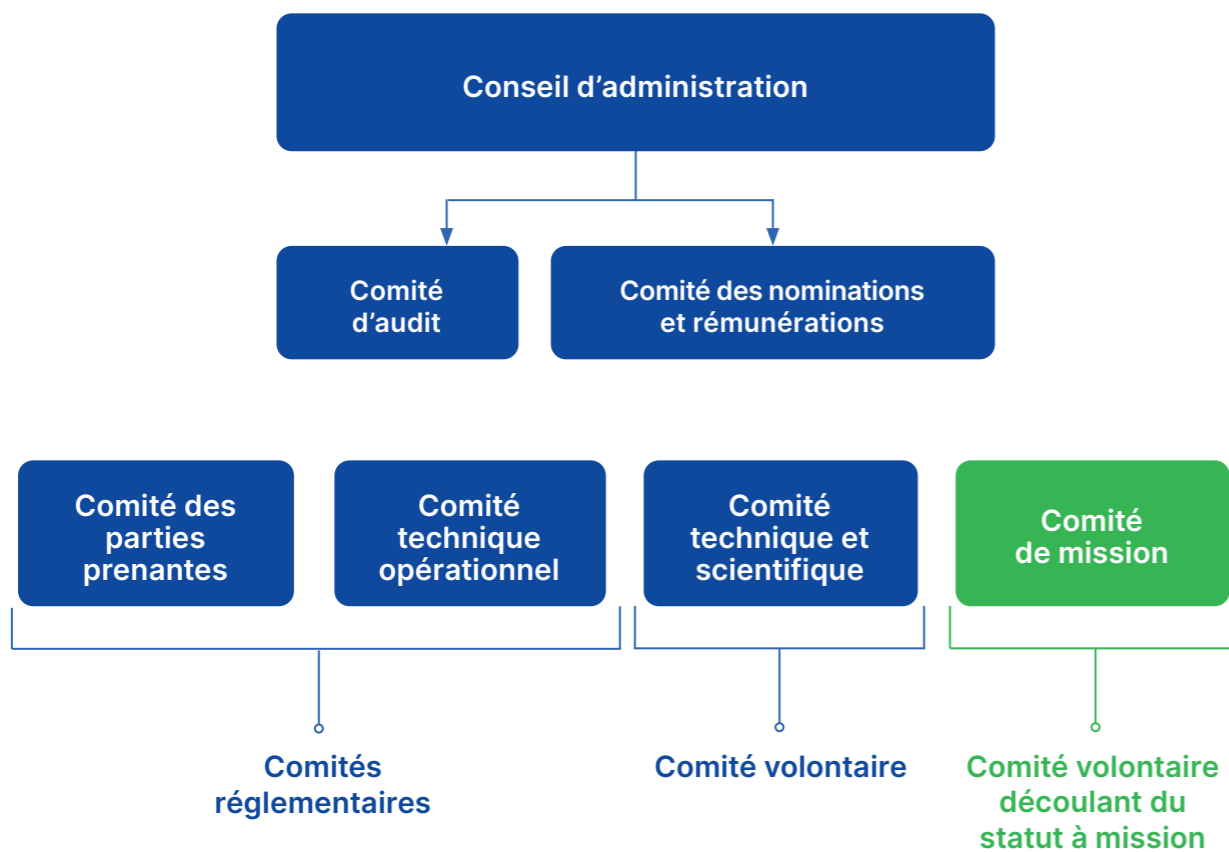 Conseil d’administration
Comité
d’audit
Comité des nominations
et rémunérations
Comité des
parties
prenantes
Comité
technique
opérationnel
Comité
technique et
scientifique
Comité
de mission
Comités
réglementaires
Comité volontaire
Comité volontaire
découlant du
statut à mission